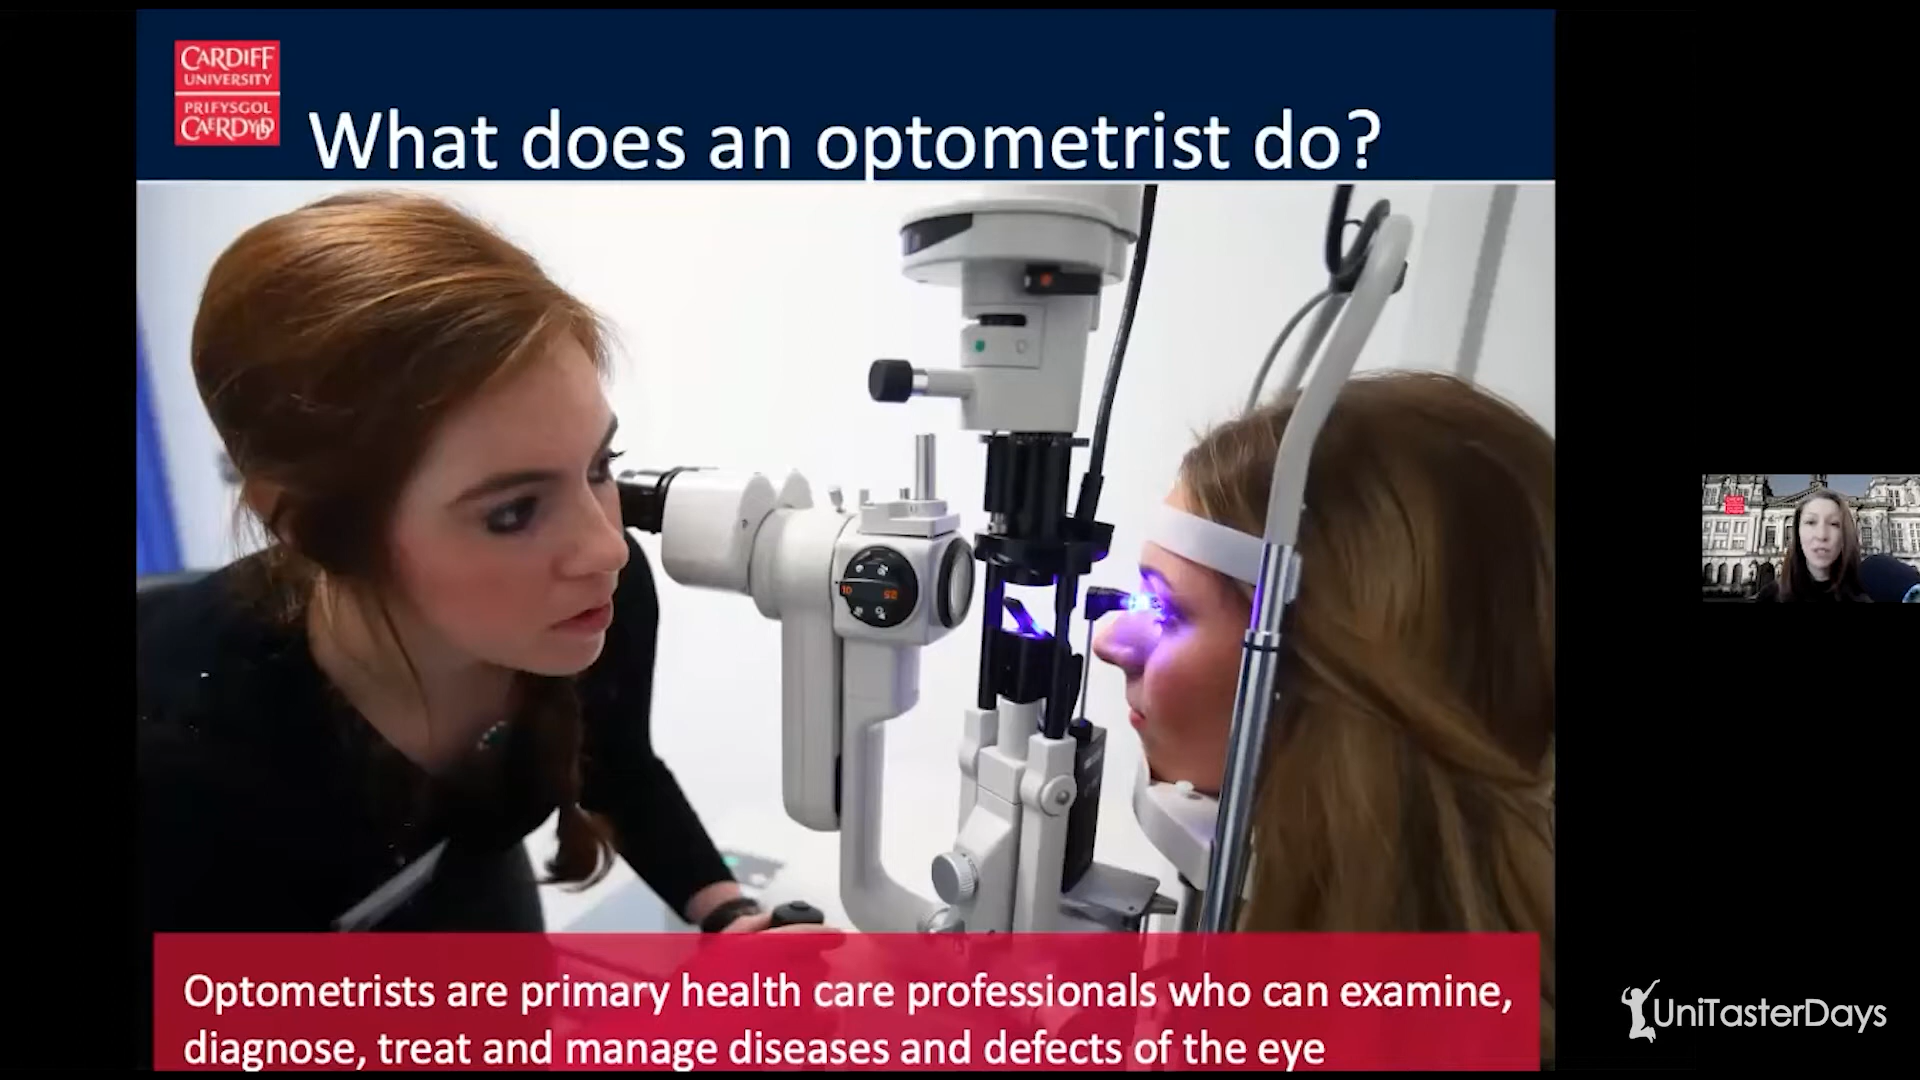 CARDIFF
UNIVERSITY
PRIFYSGOL
CAERDYDD
What does an optometrist do?
Optometrists are primary health care professionals who can examine,
diagnose, treat and manage diseases and defects of the eye
UniTasterDays